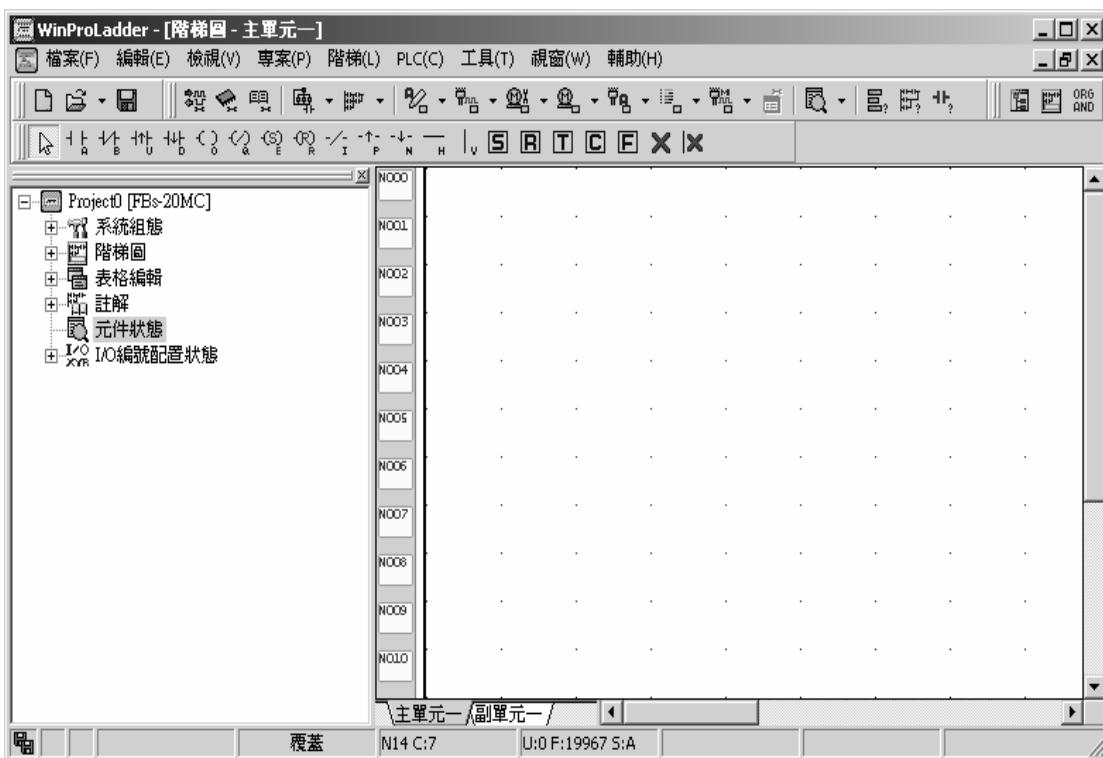 WinProLadder - [階梯圖 - 主單元一]
檔案(F) 編輯(E) 檢視(V) 專案(P) 階梯(L) PLC(C) 工具(T) 視窗(W) 輔助(H)
ORG
AND
A B U D O Q E R I P N H V S R T C F
Project0 [FBs-20MC]
系統組態
階梯圖
表格編輯
註解
元件狀態
I/O編號配置狀態
N000
N001
N002
N003
N004
N005
N006
N007
N008
N009
N010
主單元一 副單元一
覆蓋 N14 C:7 U:0 F:19967 S:A